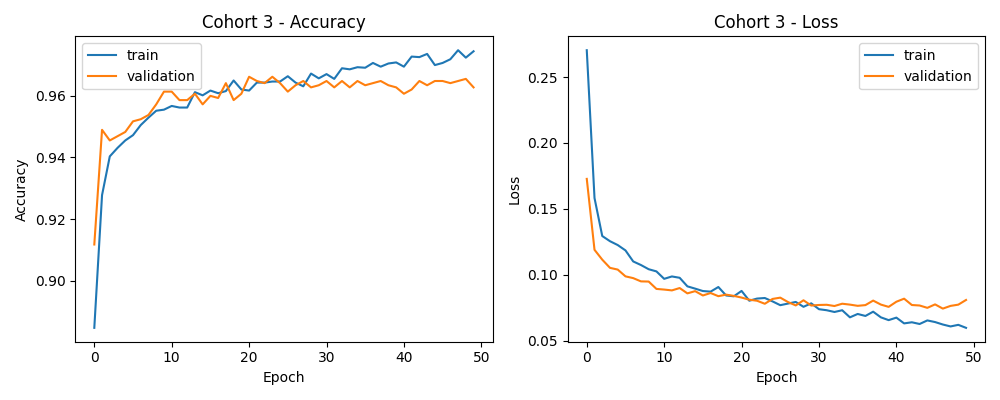 Cohort 3 - Accuracy
train
validation
0.96
0.94
0.92
0.90
Accuracy
0 10 20 30 40 50
Epoch
Cohort 3 - Loss
train
validation
0.25
0.20
0.15
0.10
0.05
Loss
0 10 20 30 40 50
Epoch